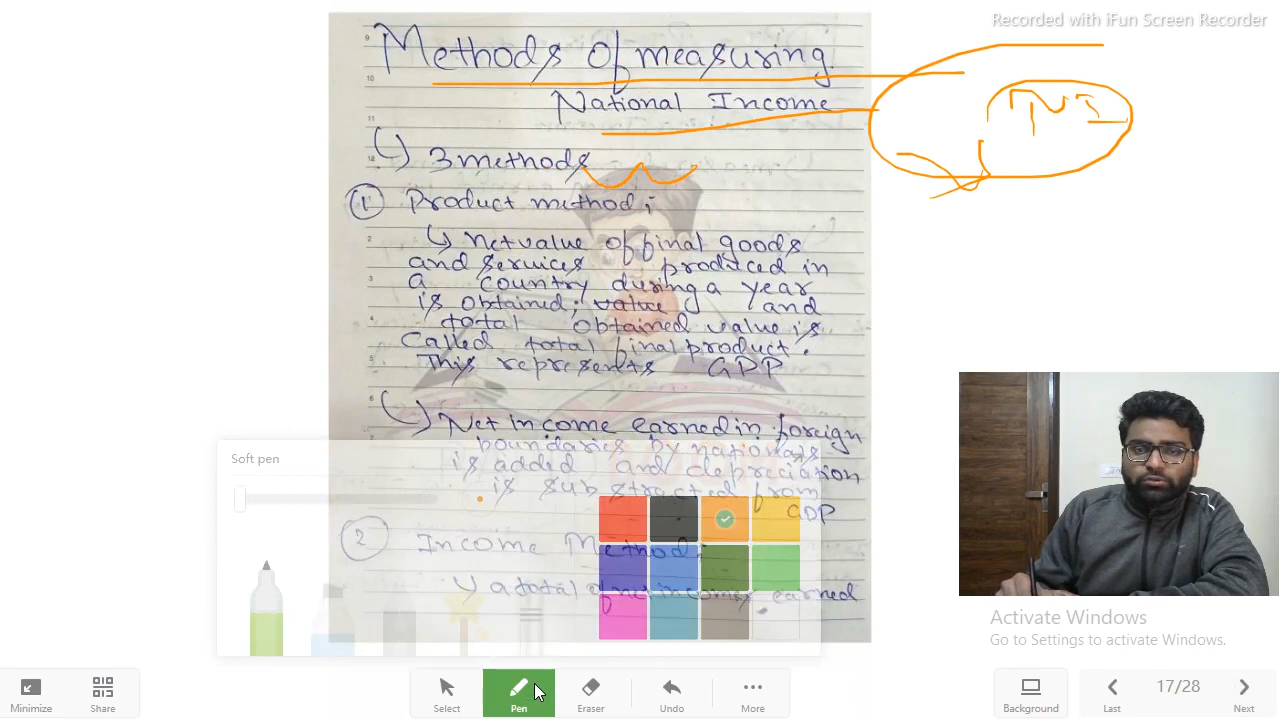 Recorded with iFun Screen Recorder
Methods of measuring
National Income
3 methods
1 Product method;
Net value of final goods
and services produced in
a country during a year
is obtained; value and
total obtained value is
called total final product.
This represents GDP
Net income earned in foreign
boundaries by nationals
is added and depreciation
is substracted from
GDP
Soft pen
2 Income Method;
a total of net incomes earned
Activate Windows
Go to Settings to activate Windows.
Minimize
Share
Select
Pen
Eraser
Undo
More
Background
Last
17/28
Next